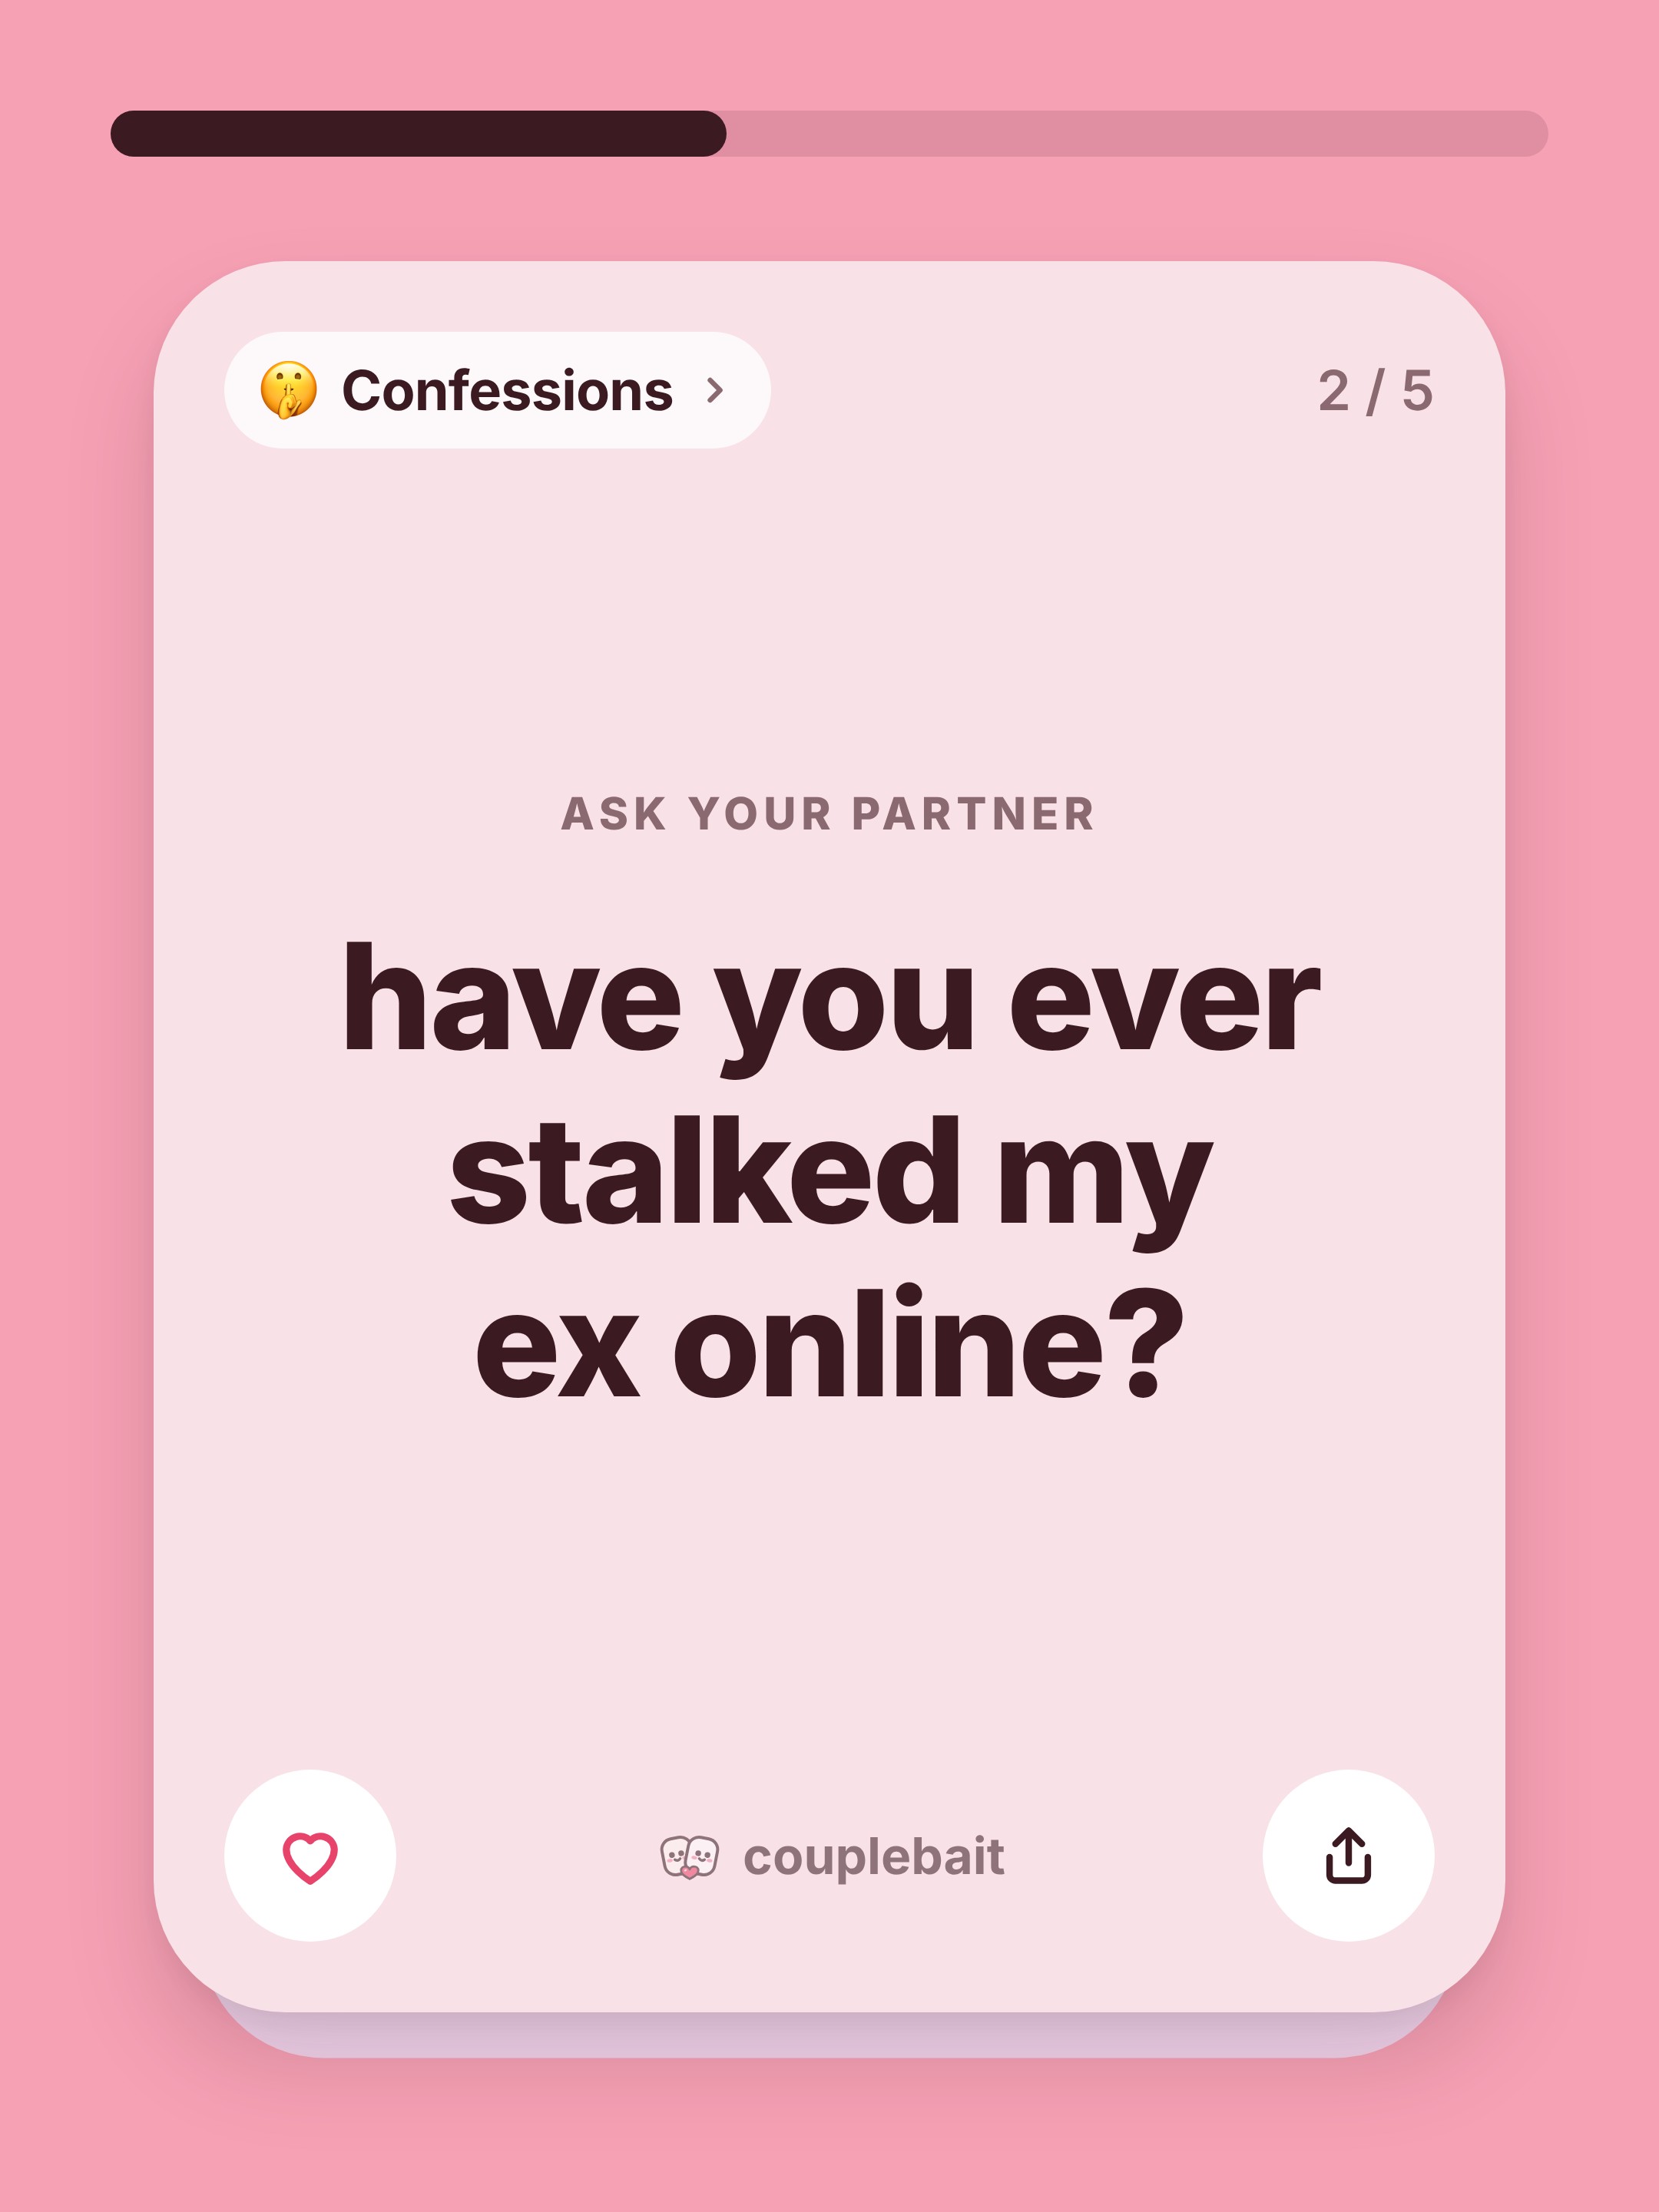 Confessions
2 / 5
ASK YOUR PARTNER
have you ever
stalked my
ex online?
couplebait